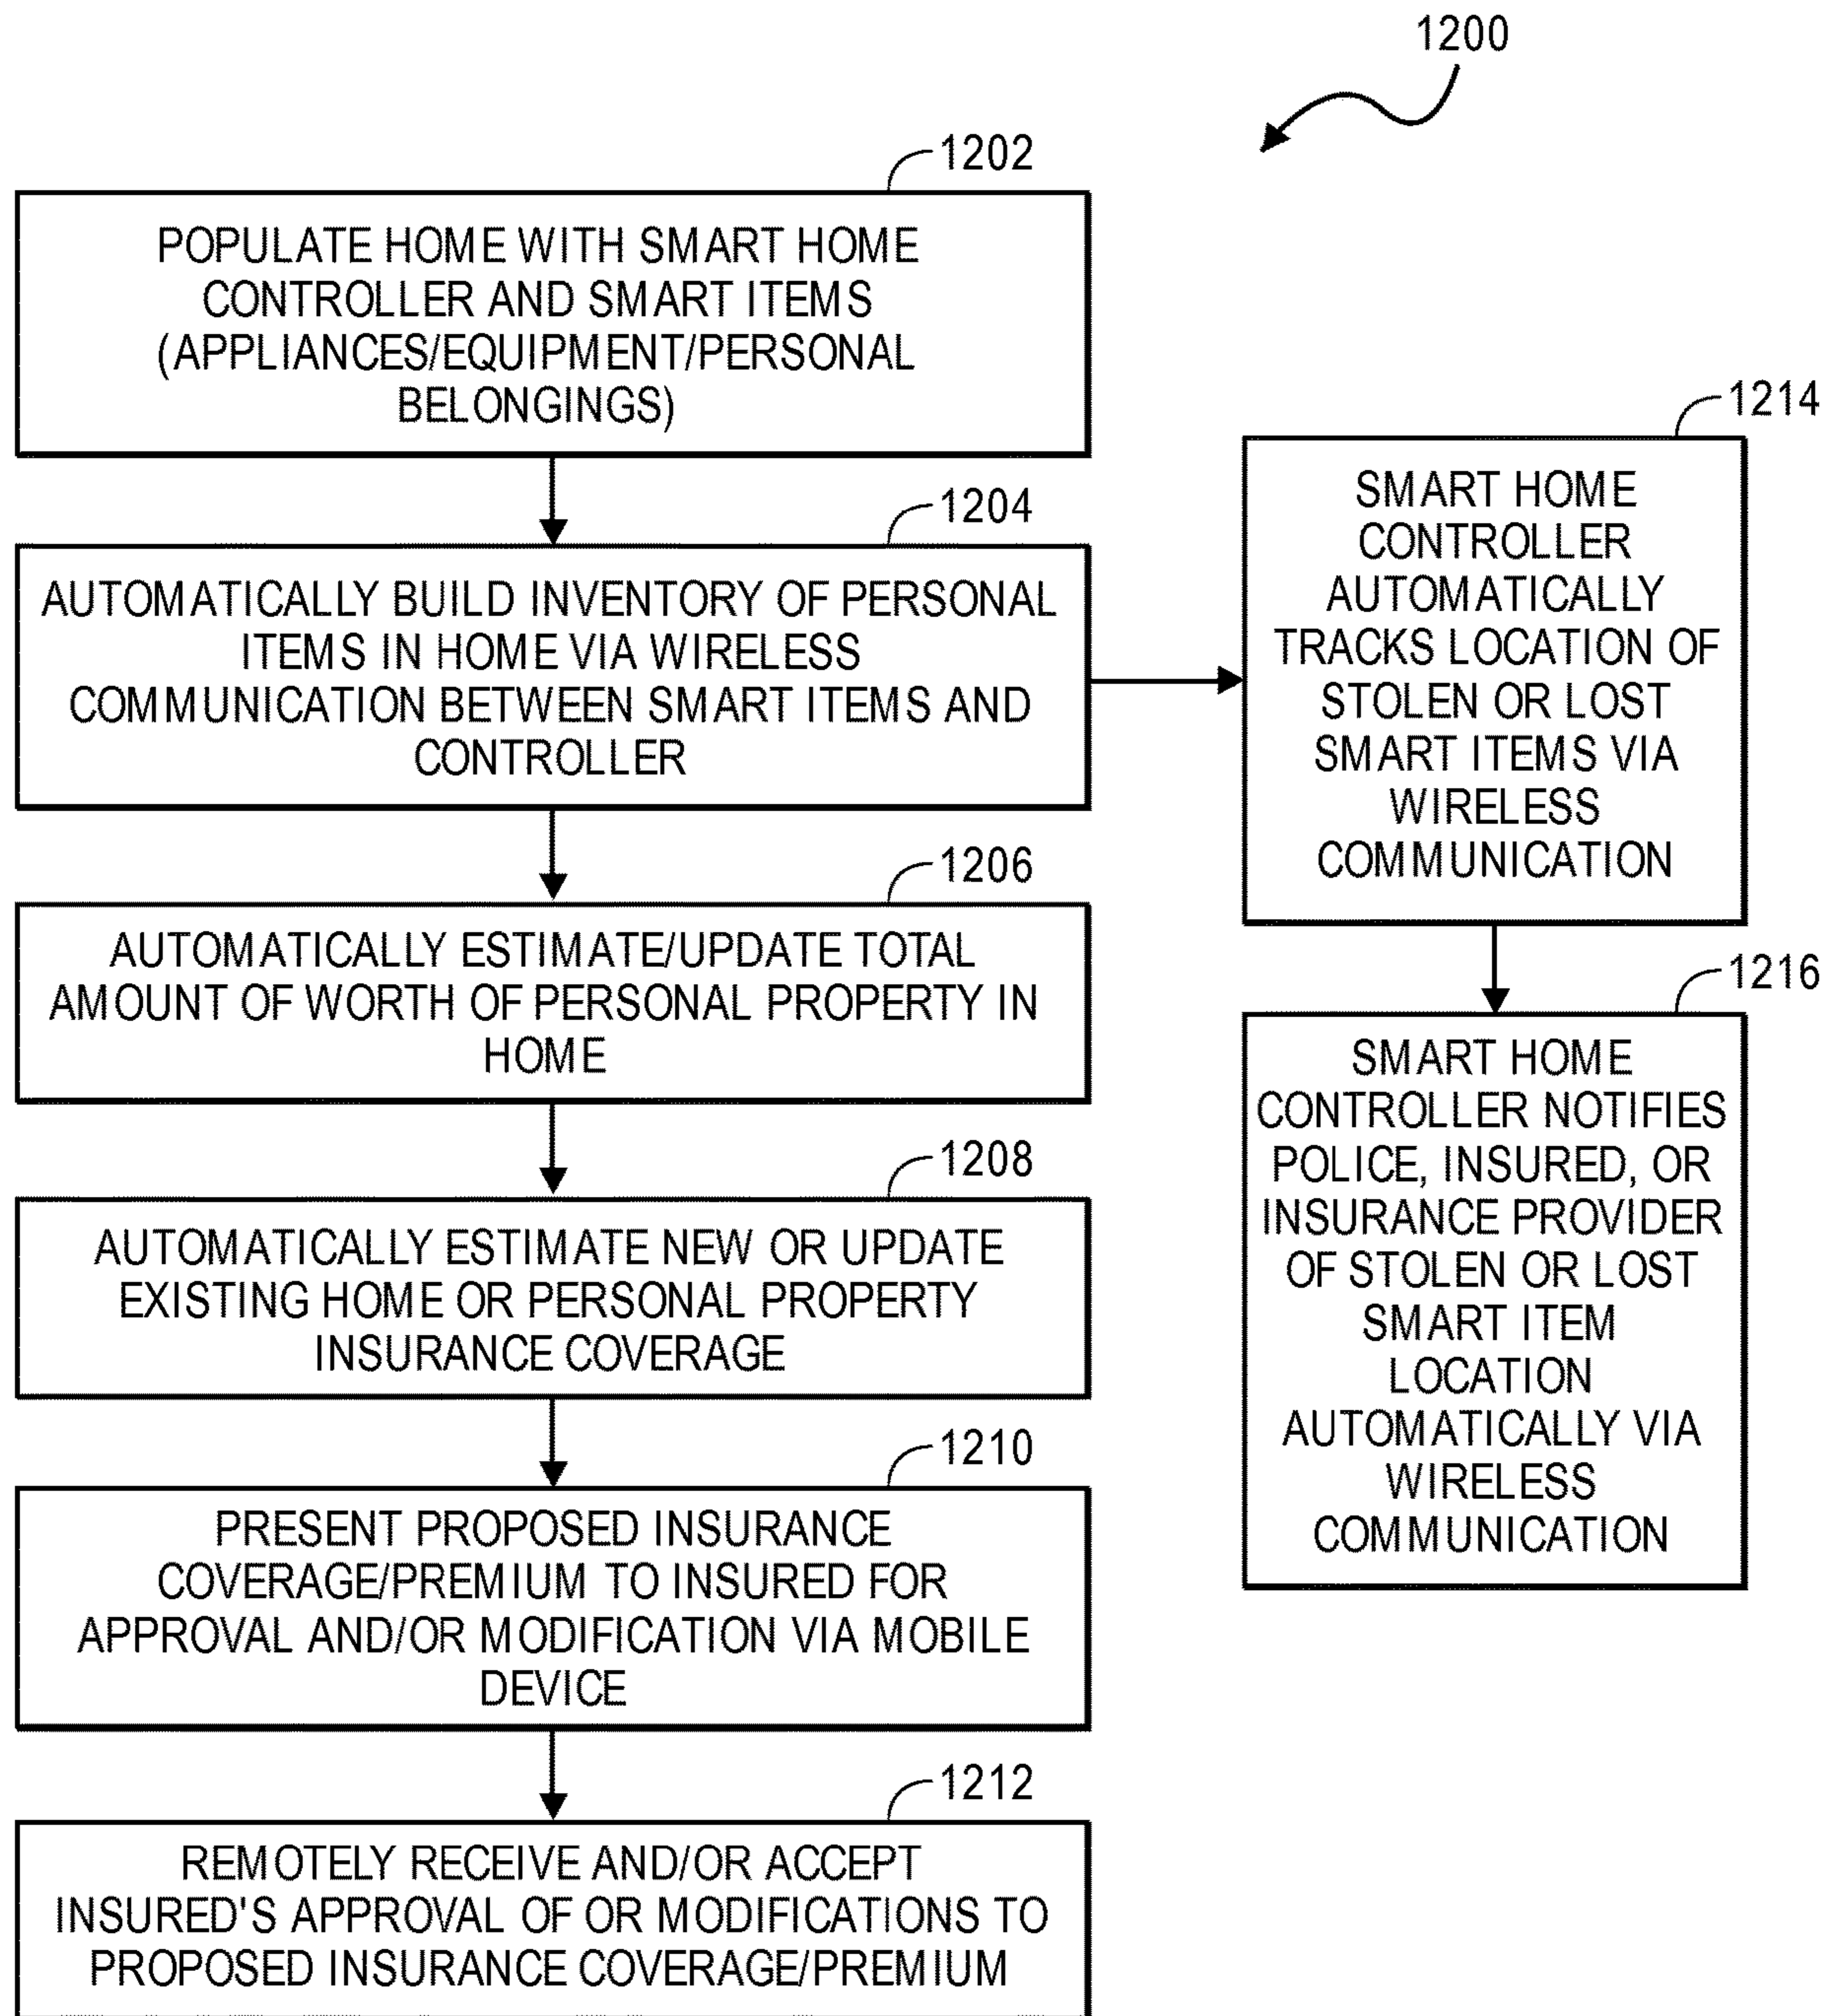 1200
1202
POPULATE HOME WITH SMART HOME
CONTROLLER AND SMART ITEMS
(APPLIANCES/EQUIPMENT/PERSONAL
BELONGINGS)
1204
AUTOMATICALLY BUILD INVENTORY OF PERSONAL
ITEMS IN HOME VIA WIRELESS
COMMUNICATION BETWEEN SMART ITEMS AND
CONTROLLER
1206
AUTOMATICALLY ESTIMATE/UPDATE TOTAL
AMOUNT OF WORTH OF PERSONAL PROPERTY IN
HOME
1208
AUTOMATICALLY ESTIMATE NEW OR UPDATE
EXISTING HOME OR PERSONAL PROPERTY
INSURANCE COVERAGE
1210
PRESENT PROPOSED INSURANCE
COVERAGE/PREMIUM TO INSURED FOR
APPROVAL AND/OR MODIFICATION VIA MOBILE
DEVICE
1212
REMOTELY RECEIVE AND/OR ACCEPT
INSURED'S APPROVAL OF OR MODIFICATIONS TO
PROPOSED INSURANCE COVERAGE/PREMIUM
1214
SMART HOME
CONTROLLER
AUTOMATICALLY
TRACKS LOCATION OF
STOLEN OR LOST
SMART ITEMS VIA
WIRELESS
COMMUNICATION
1216
SMART HOME
CONTROLLER NOTIFIES
POLICE, INSURED, OR
INSURANCE PROVIDER
OF STOLEN OR LOST
SMART ITEM
LOCATION
AUTOMATICALLY VIA
WIRELESS
COMMUNICATION